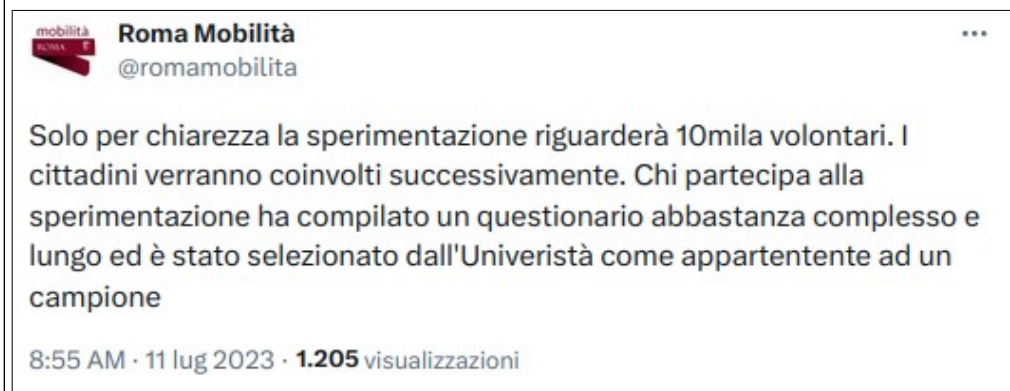 mobilità
ROMA
Roma Mobilità
@romamobilita
Solo per chiarezza la sperimentazione riguarderà 10mila volontari. I
cittadini verranno coinvolti successivamente. Chi partecipa alla
sperimentazione ha compilato un questionario abbastanza complesso e
lungo ed è stato selezionato dall'Univeristà come appartentente ad un
campione
8:55 AM · 11 lug 2023 · 1.205 visualizzazioni